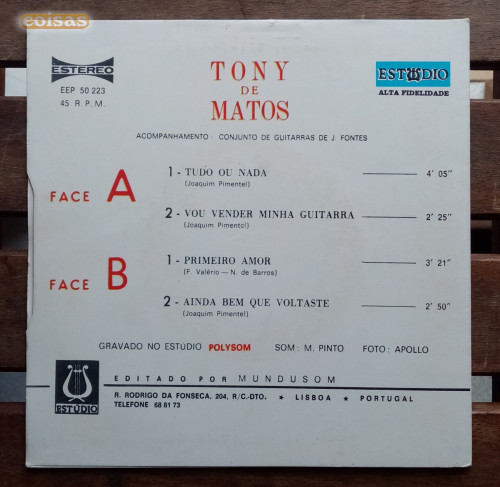 coisas
ESTEREO
EEP 50 223
45 R. P. M.
TONY
DE
MATOS
ESTÚDIO
ALTA FIDELIDADE
ACOMPANHAMENTO : CONJUNTO DE GUITARRAS DE J. FONTES
FACE A
1 - TUDO OU NADA 4' 05"
(Joaquim Pimentel)
2 - VOU VENDER MINHA GUITARRA 2' 25"
(Joaquim Pimentel)
FACE B
1 - PRIMEIRO AMOR 3' 21"
(F. Valério — N. de Barros)
2 - AINDA BEM QUE VOLTASTE 2' 50"
(Joaquim Pimentel)
GRAVADO NO ESTÚDIO POLYSOM SOM : M. PINTO FOTO : APOLLO
EDITADO POR MUNDUSOM
ESTÚDIO
R. RODRIGO DA FONSECA, 204, R/C.-DTO. ★ LISBOA ★ PORTUGAL
TELEFONE 68 81 73